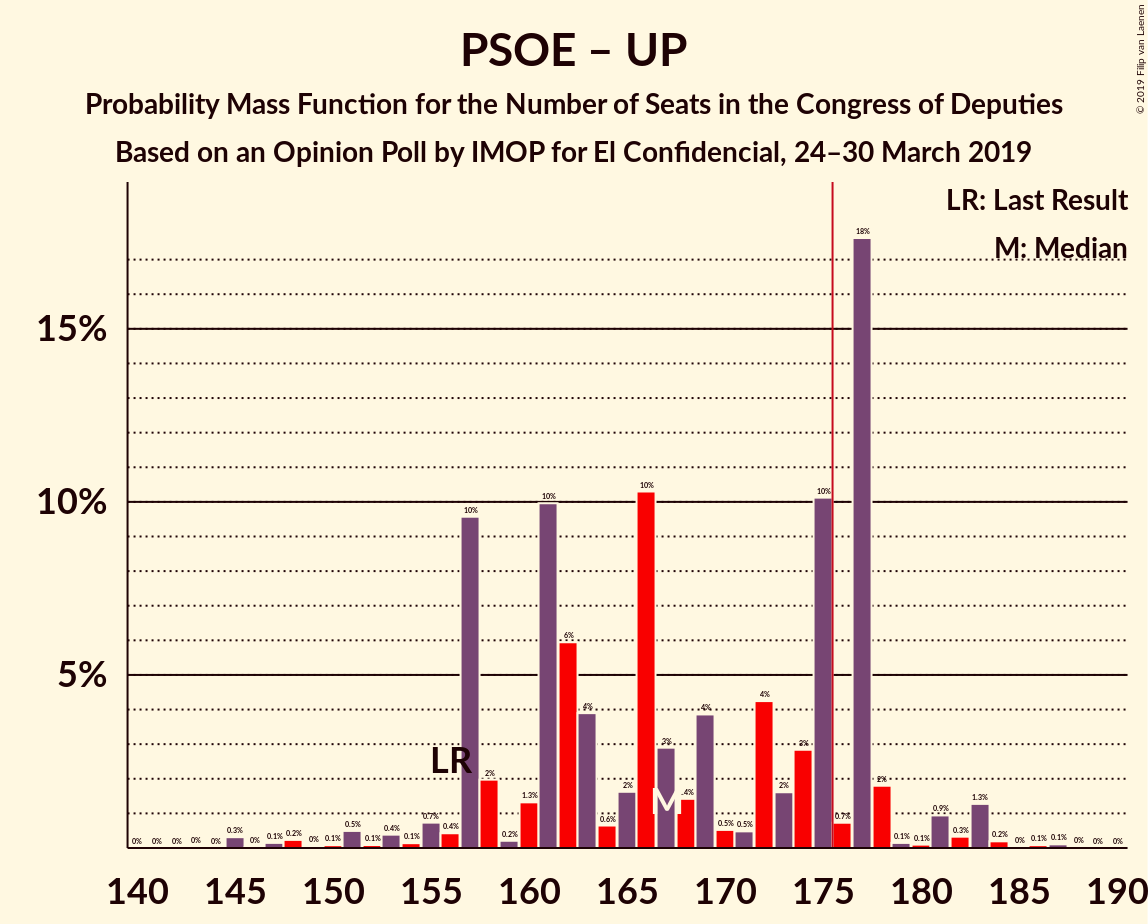 PSOE – UP
Probability Mass Function for the Number of Seats in the Congress of Deputies
Based on an Opinion Poll by IMOP for El Confidencial, 24–30 March 2019
© 2019 Filip van Laenen
LR: Last Result
M: Median
15%
10%
5%
0% 0% 0% 0% 0% 0.3% 0% 0.1% 0.2% 0% 0.1% 0.5% 0.1% 0.4% 0.1% 0.7% 0.4% 10% 2% 0.2% 1.3% 10% 6% 4% 0.6% 2% 10% 3% .4% 4% 0.5% 0.5% 4% 2% 3% 10% 0.7% 18% 2% 0.1% 0.1% 0.9% 0.3% 1.3% 0.2% 0% 0.1% 0.1% 0% 0% 0%
LR
M
140 145 150 155 160 165 170 175 180 185 190